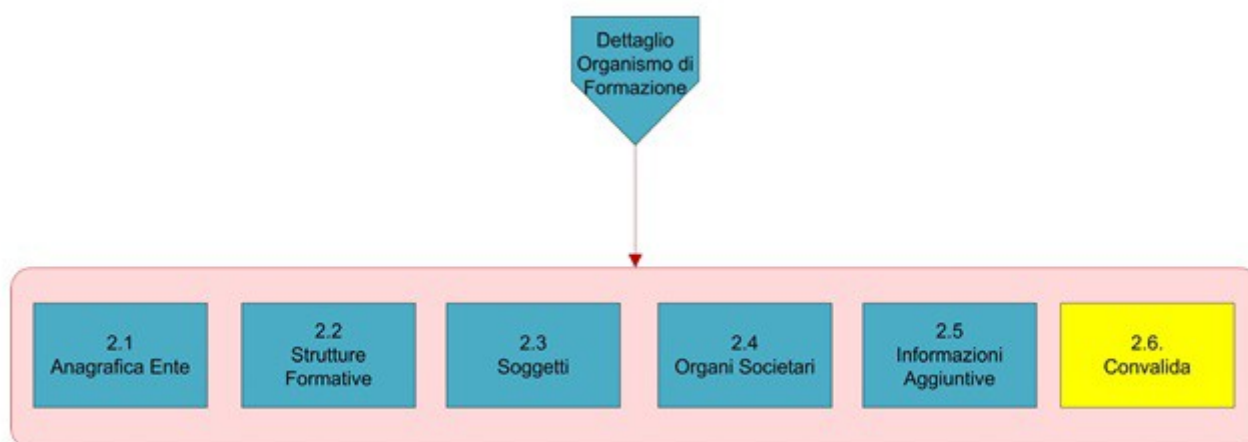 Dettaglio
Organismo di
Formazione
2.1
Anagrafica Ente
2.2
Strutture
Formative
2.3
Soggetti
2.4
Organi Societari
2.5
Informazioni
Aggiuntive
2.6.
Convalida